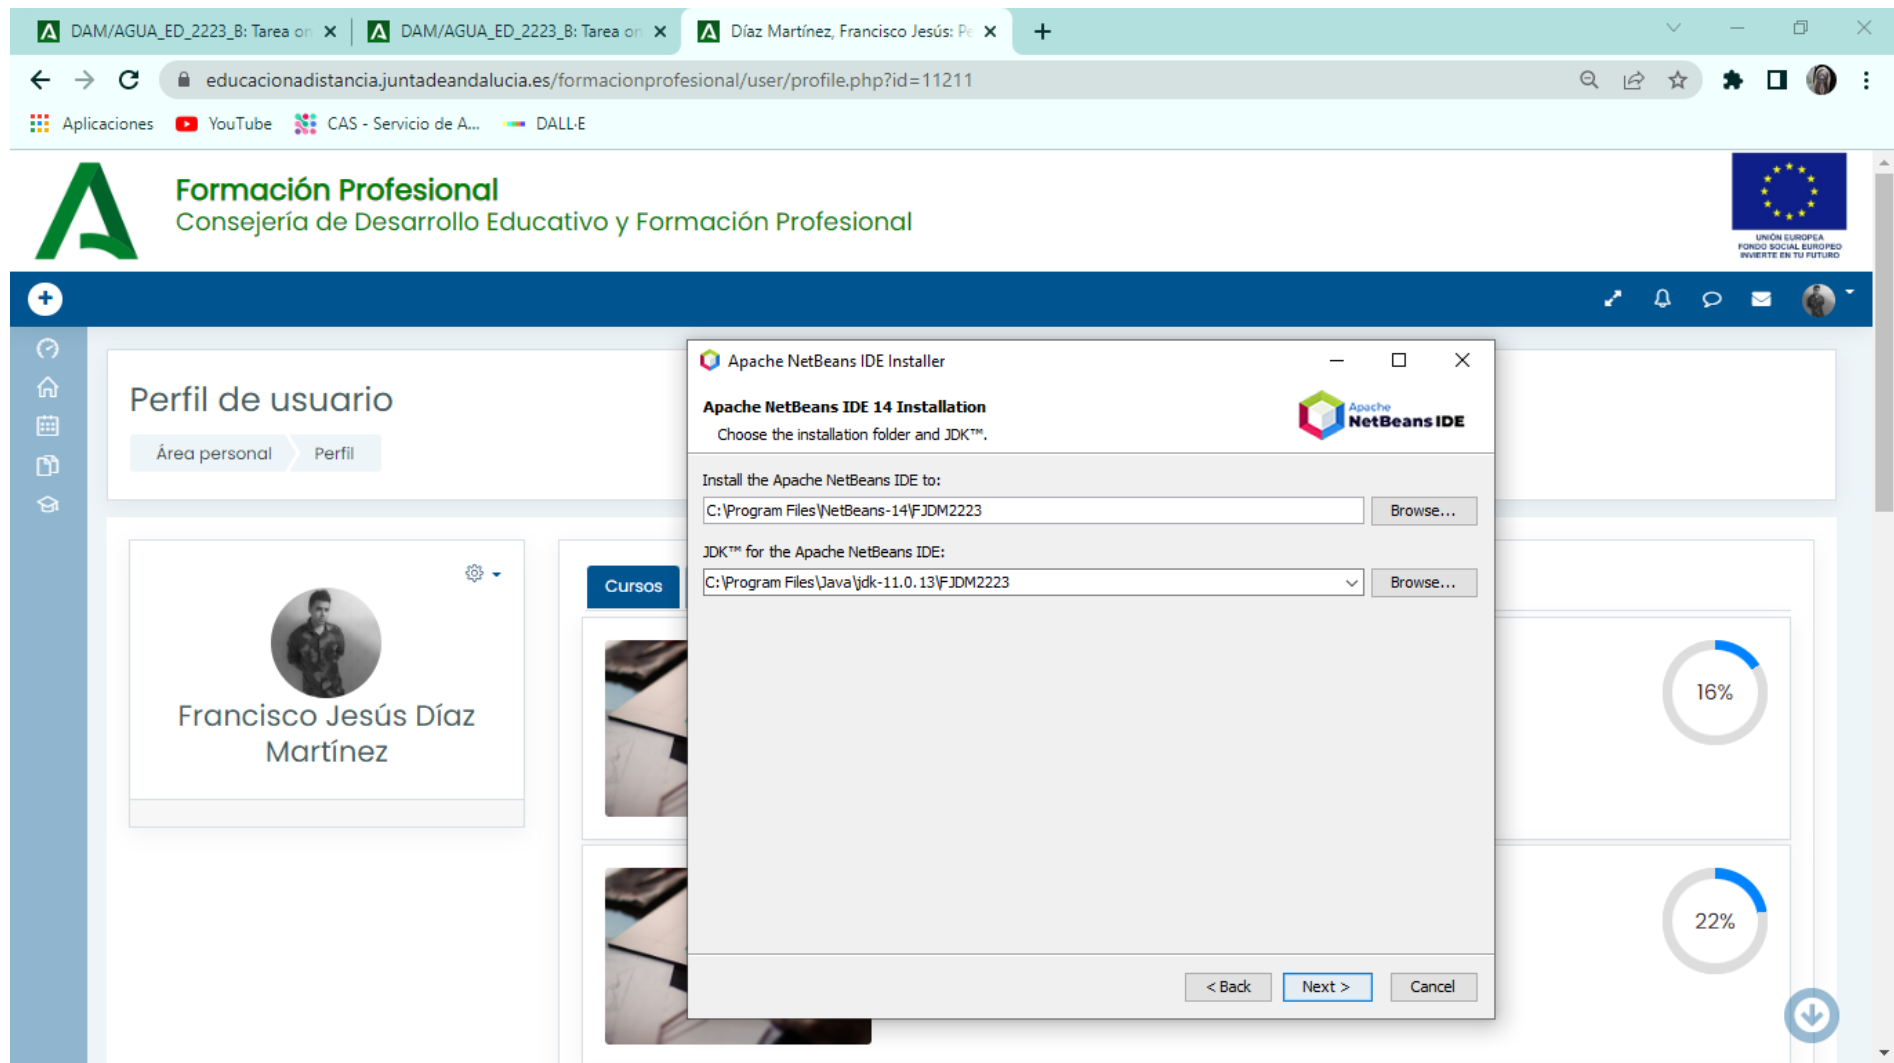 DAM/AGUA_ED_2223_B: Tarea on
DAM/AGUA_ED_2223_B: Tarea on
Díaz Martínez, Francisco Jesús: Pe
educacionadistancia.juntadeandalucia.es/formacionprofesional/user/profile.php?id=11211
Aplicaciones
YouTube
CAS - Servicio de A...
DALL·E
Formación Profesional
Consejería de Desarrollo Educativo y Formación Profesional
UNIÓN EUROPEA
FONDO SOCIAL EUROPEO
INVIERTE EN TU FUTURO
Perfil de usuario
Área personal
Perfil
Francisco Jesús Díaz
Martínez
Cursos
16%
22%
Apache NetBeans IDE Installer
Apache NetBeans IDE 14 Installation
Choose the installation folder and JDK™.
Apache
NetBeans IDE
Install the Apache NetBeans IDE to:
C:\Program Files\NetBeans-14\FJDM2223
Browse...
JDK™ for the Apache NetBeans IDE:
C:\Program Files\Java\jdk-11.0.13\FJDM2223
Browse...
< Back
Next >
Cancel